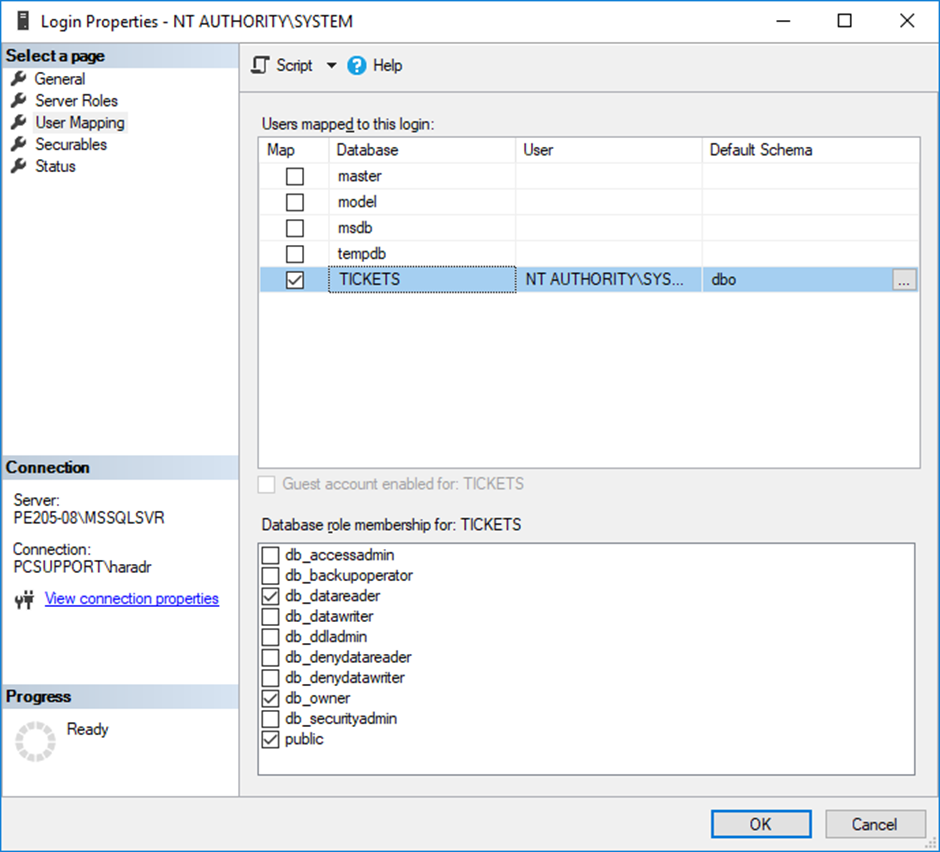 Login Properties - NT AUTHORITY\SYSTEM
Select a page
General
Server Roles
User Mapping
Securables
Status
Script
Help
Users mapped to this login:
Map Database User Default Schema
master
model
msdb
tempdb
TICKETS NT AUTHORITY\SYS... dbo ...
Guest account enabled for: TICKETS
Database role membership for: TICKETS
db_accessadmin
db_backupoperator
db_datareader
db_datawriter
db_ddladmin
db_denydatareader
db_denydatawriter
db_owner
db_securityadmin
public
Connection
Server:
PE205-08\MSSQLSVR
Connection:
PCSUPPORT\haradr
View connection properties
Progress
Ready
OK
Cancel